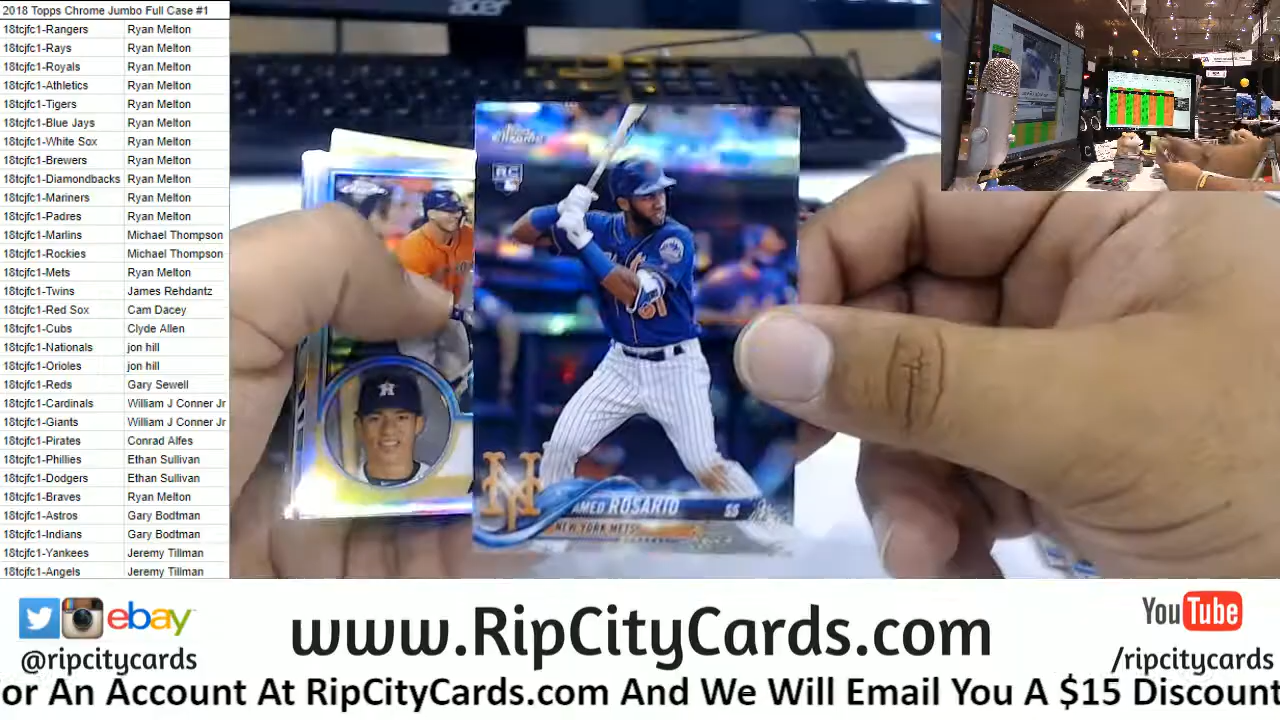 2018 Topps Chrome Jumbo Full Case #1
18tcjfc1-Rangers Ryan Melton
18tcjfc1-Rays Ryan Melton
18tcjfc1-Royals Ryan Melton
18tcjfc1-Athletics Ryan Melton
18tcjfc1-Tigers Ryan Melton
18tcjfc1-Blue Jays Ryan Melton
18tcjfc1-White Sox Ryan Melton
18tcjfc1-Brewers Ryan Melton
18tcjfc1-Diamondbacks Ryan Melton
18tcjfc1-Mariners Ryan Melton
18tcjfc1-Padres Ryan Melton
18tcjfc1-Marlins Michael Thompson
18tcjfc1-Rockies Michael Thompson
18tcjfc1-Mets Ryan Melton
18tcjfc1-Twins James Rehdantz
18tcjfc1-Red Sox Cam Dacey
18tcjfc1-Cubs Clyde Allen
18tcjfc1-Nationals jon hill
18tcjfc1-Orioles jon hill
18tcjfc1-Reds Gary Sewell
18tcjfc1-Cardinals William J Conner Jr
18tcjfc1-Giants William J Conner Jr
18tcjfc1-Pirates Conrad Alfes
18tcjfc1-Phillies Ethan Sullivan
18tcjfc1-Dodgers Ethan Sullivan
18tcjfc1-Braves Ryan Melton
18tcjfc1-Astros Gary Bodtman
18tcjfc1-Indians Gary Bodtman
18tcjfc1-Yankees Jeremy Tillman
18tcjfc1-Angels Jeremy Tillman
acer
CHROME
RC
Mets
61
NY
AMED ROSARIO SS
NEW YORK METS
ebay
@ripcitycards
www.RipCityCards.com
YouTube
/ripcitycards
or An Account At RipCityCards.com And We Will Email You A $15 Discount